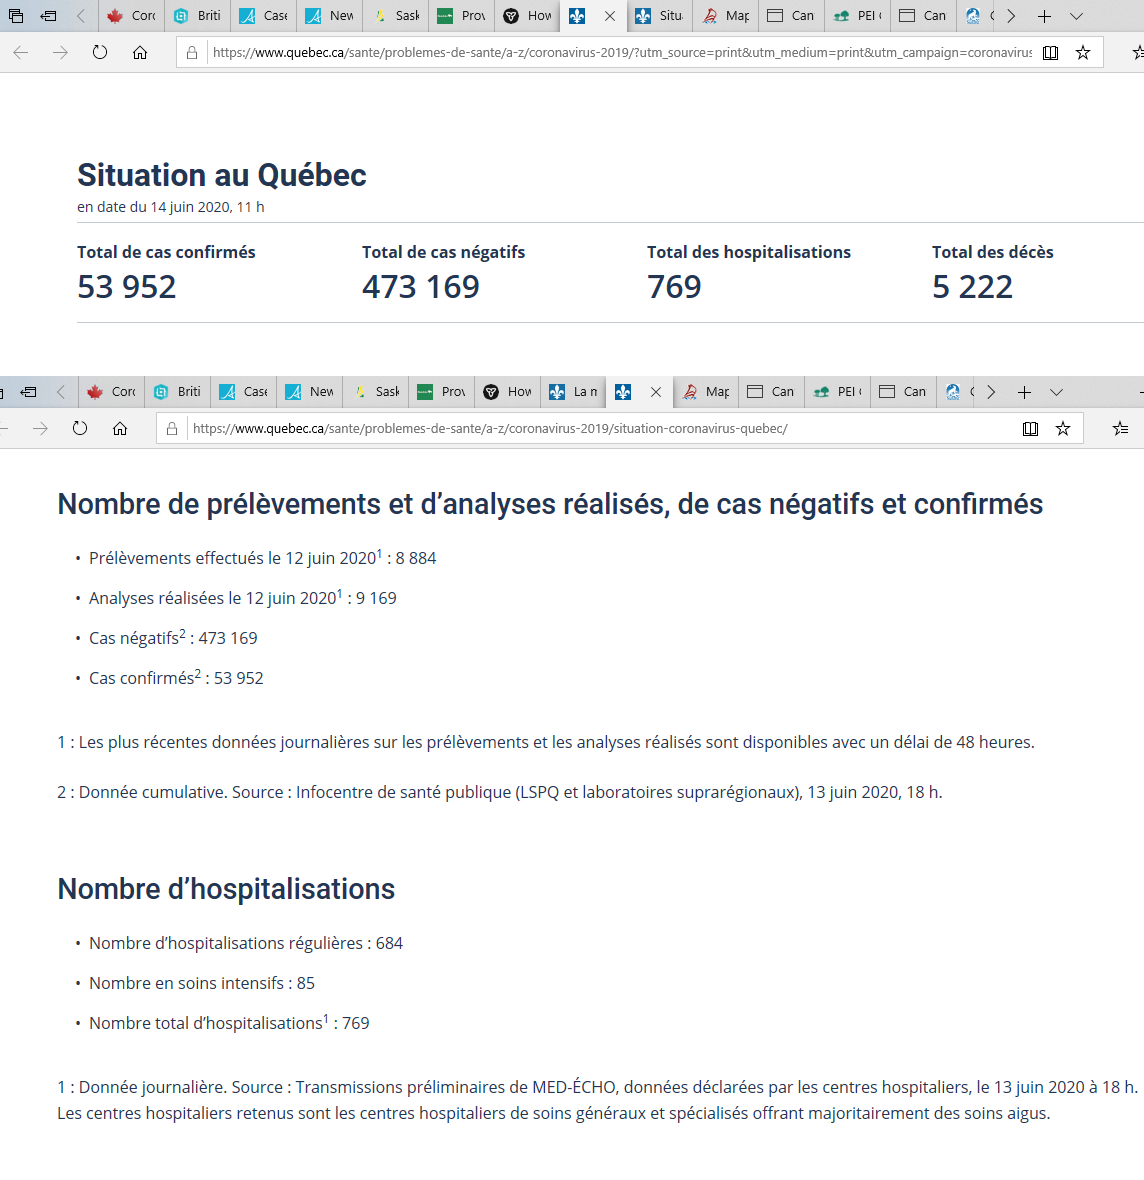 Corc
Briti
Case
New
Sask
Prov
How
Situ
Map
Can
PEI
Can
https://www.quebec.ca/sante/problemes-de-sante/a-z/coronavirus-2019/?utm_source=print&utm_medium=print&utm_campaign=coronavirus
Situation au Québec
en date du 14 juin 2020, 11 h
Total de cas confirmés
53 952
Total de cas négatifs
473 169
Total des hospitalisations
769
Total des décès
5 222
Corc
Briti
Case
New
Sask
Prov
How
La m
Map
Can
PEI
Can
https://www.quebec.ca/sante/problemes-de-sante/a-z/coronavirus-2019/situation-coronavirus-quebec/
Nombre de prélèvements et d’analyses réalisés, de cas négatifs et confirmés
• Prélèvements effectués le 12 juin 2020¹ : 8 884
• Analyses réalisées le 12 juin 2020¹ : 9 169
• Cas négatifs² : 473 169
• Cas confirmés² : 53 952
1 : Les plus récentes données journalières sur les prélèvements et les analyses réalisés sont disponibles avec un délai de 48 heures.
2 : Donnée cumulative. Source : Infocentre de santé publique (LSPQ et laboratoires suprarégionaux), 13 juin 2020, 18 h.
Nombre d’hospitalisations
• Nombre d’hospitalisations régulières : 684
• Nombre en soins intensifs : 85
• Nombre total d’hospitalisations¹ : 769
1 : Donnée journalière. Source : Transmissions préliminaires de MED-ÉCHO, données déclarées par les centres hospitaliers, le 13 juin 2020 à 18 h.
Les centres hospitaliers retenus sont les centres hospitaliers de soins généraux et spécialisés offrant majoritairement des soins aigus.